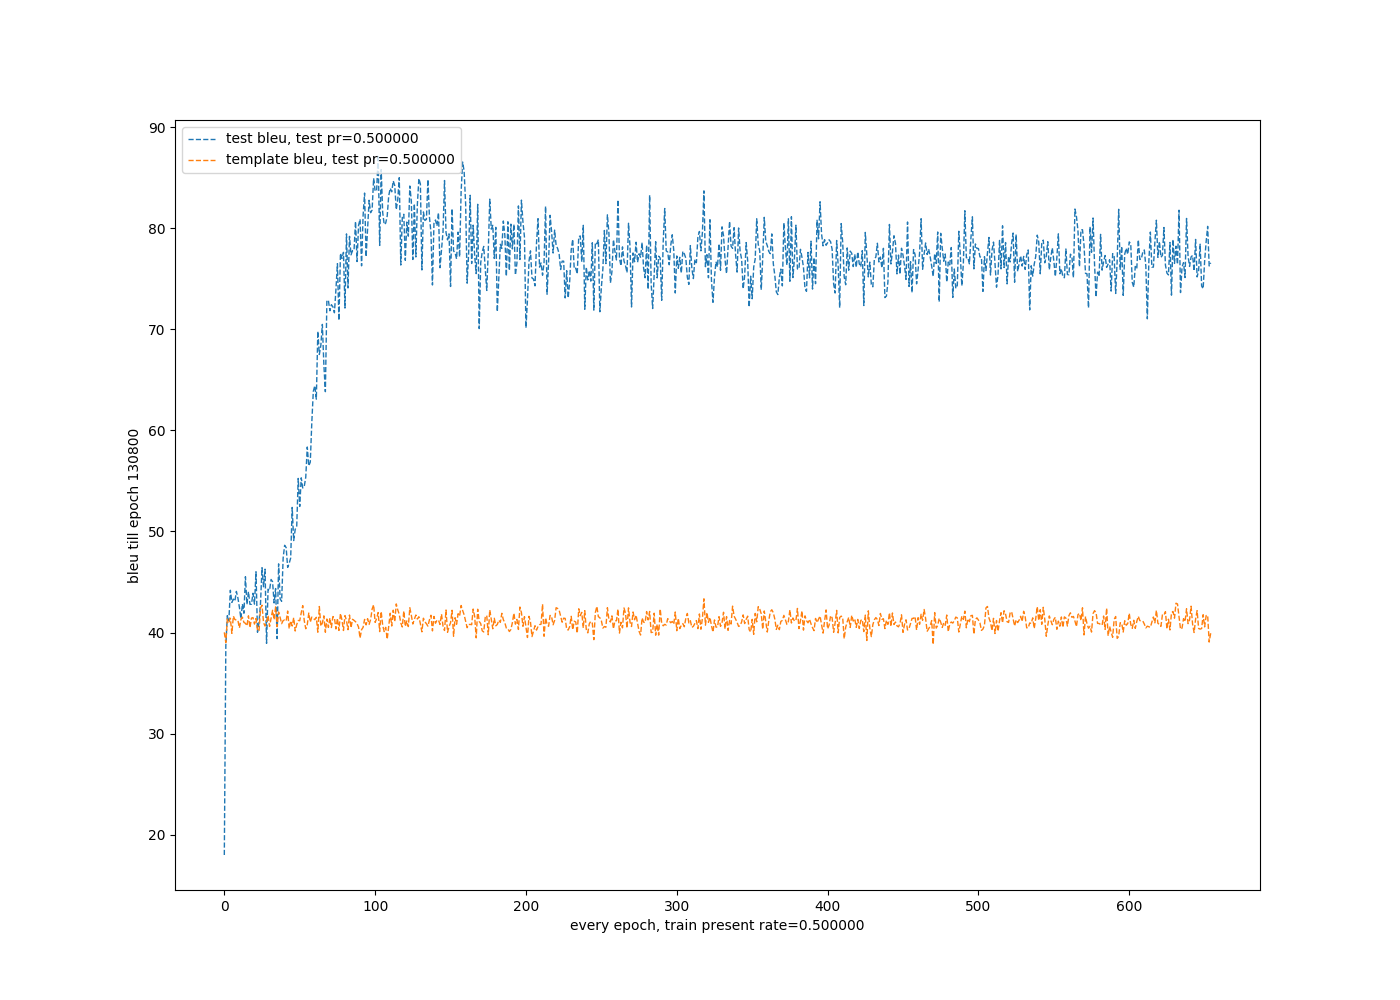 test bleu, test pr=0.500000
template bleu, test pr=0.500000
90
80
70
60
50
40
30
20
bleu till epoch 130800
0 100 200 300 400 500 600
every epoch, train present rate=0.500000